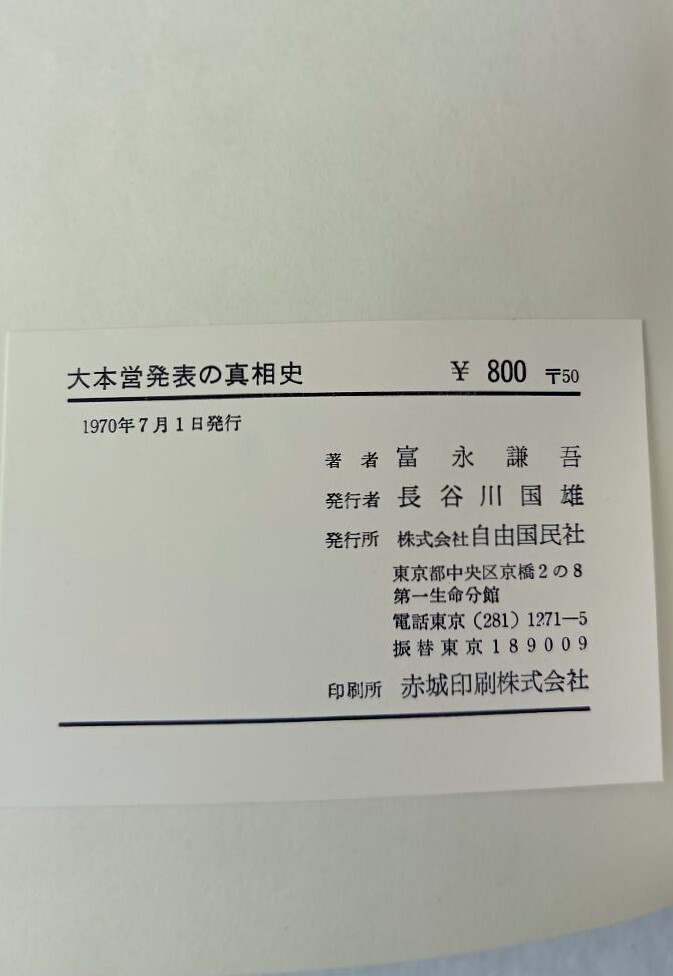 大本営発表の真相史 ¥ 800 〒50
1970年7月1日発行
著者 富永謙吾
発行者 長谷川国雄
発行所 株式会社自由国民社
東京都中央区京橋2の8
第一生命分館
電話東京(281)1271―5
振替東京189009
印刷所 赤城印刷株式会社